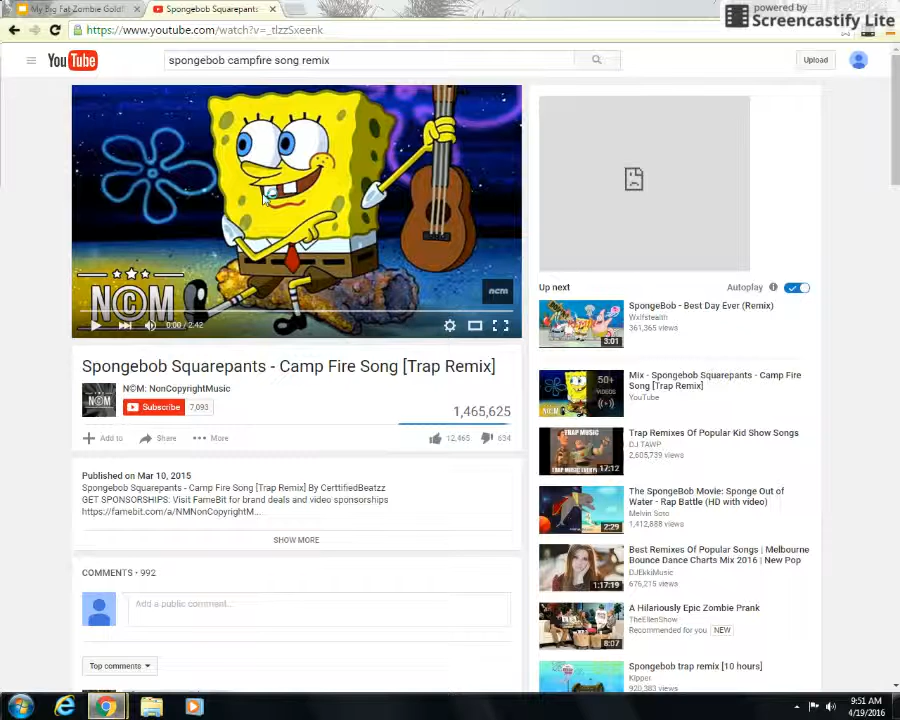 My Big Fat Zombie Goldf
Spongebob Squarepants
powered by
Screencastify Lite
https://www.youtube.com/watch?v=_tlzzSxeenk
YouTube
spongebob campfire song remix
Upload
N©M
ncm
0:00 / 2:42
Up next
Autoplay
SpongeBob - Best Day Ever (Remix)
Wxlfstealth
361,365 views
3:01
Spongebob Squarepants - Camp Fire Song [Trap Remix]
N©M: NonCopyrightMusic
Subscribe 7,093
1,465,625
Add to Share More
12,465 634
Mix - Spongebob Squarepants - Camp Fire
Song [Trap Remix]
YouTube
50+
VIDEOS
N©M
Trap Remixes Of Popular Kid Show Songs
DJ TAWP
2,605,739 views
TRAP MUSIC
17:12
Published on Mar 10, 2015
Spongebob Squarepants - Camp Fire Song [Trap Remix] By CerttifiedBeatzz
GET SPONSORSHIPS: Visit FameBit for brand deals and video sponsorships
https://famebit.com/a/NMNonCopyrightM...
SHOW MORE
The SpongeBob Movie: Sponge Out of
Water - Rap Battle (HD with video)
Melvin Soto
1,412,888 views
2:29
COMMENTS • 992
Add a public comment...
Top comments
Best Remixes Of Popular Songs | Melbourne
Bounce Dance Charts Mix 2016 | New Pop
DJEkkiMusic
676,215 views
1:17:19
A Hilariously Epic Zombie Prank
TheEllenShow
Recommended for you NEW
8:07
Spongebob trap remix [10 hours]
Kipper
920,383 views
9:51 AM
4/19/2016